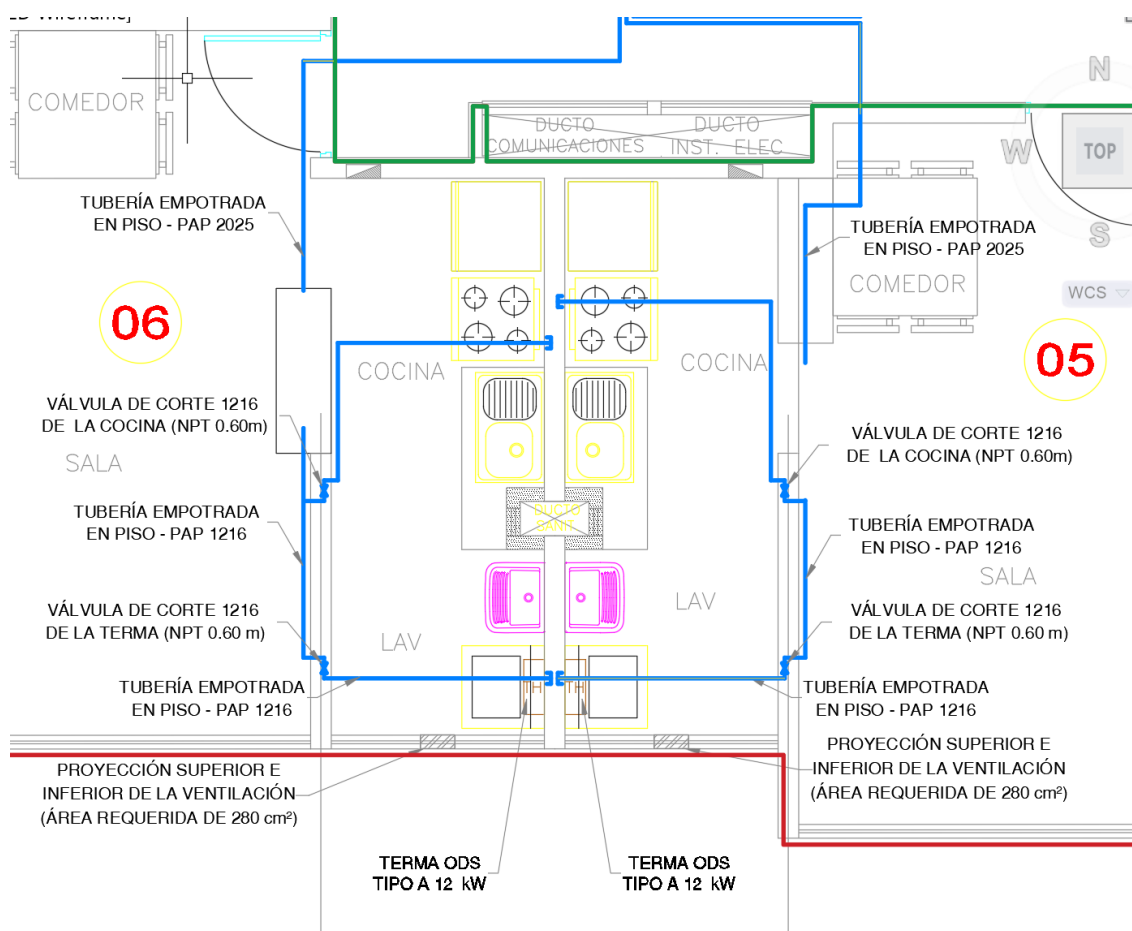 ED Wireframe]
COMEDOR
DUCTO
COMUNICACIONES
DUCTO
INST. ELEC
N
W
TOP
S
WCS
TUBERÍA EMPOTRADA
EN PISO - PAP 2025
TUBERÍA EMPOTRADA
EN PISO - PAP 2025
COMEDOR
06
05
COCINA
COCINA
VÁLVULA DE CORTE 1216
DE LA COCINA (NPT 0.60m)
VÁLVULA DE CORTE 1216
DE LA COCINA (NPT 0.60m)
SALA
DUCTO
SANIT.
TUBERÍA EMPOTRADA
EN PISO - PAP 1216
TUBERÍA EMPOTRADA
EN PISO - PAP 1216
SALA
VÁLVULA DE CORTE 1216
DE LA TERMA (NPT 0.60 m)
LAV
LAV
VÁLVULA DE CORTE 1216
DE LA TERMA (NPT 0.60 m)
TUBERÍA EMPOTRADA
EN PISO - PAP 1216
TH
TH
TUBERÍA EMPOTRADA
EN PISO - PAP 1216
PROYECCIÓN SUPERIOR E
INFERIOR DE LA VENTILACIÓN
(ÁREA REQUERIDA DE 280 cm²)
PROYECCIÓN SUPERIOR E
INFERIOR DE LA VENTILACIÓN
(ÁREA REQUERIDA DE 280 cm²)
TERMA ODS
TIPO A 12 kW
TERMA ODS
TIPO A 12 kW